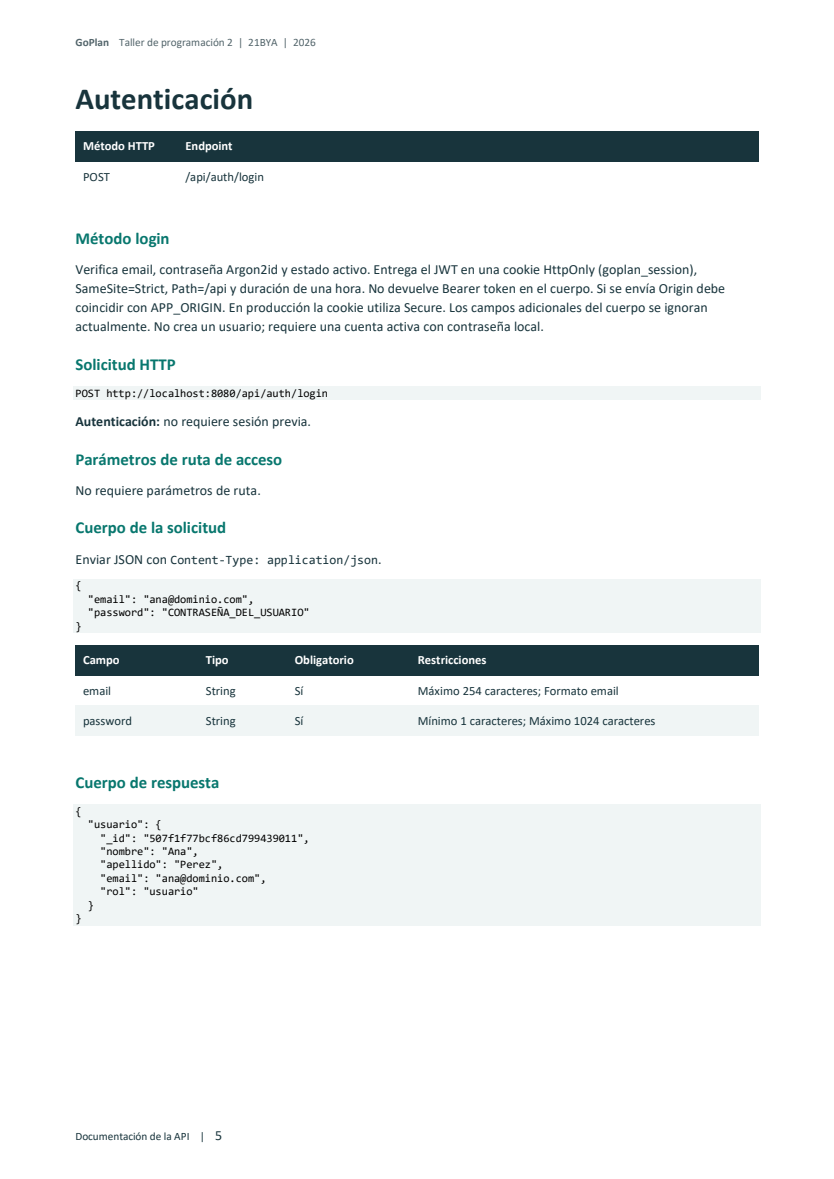 GoPlan Taller de programación 2 | 21BYA | 2026
Autenticación
Método HTTP Endpoint
POST /api/auth/login
Método login
Verifica email, contraseña Argon2id y estado activo. Entrega el JWT en una cookie HttpOnly (goplan_session),
SameSite=Strict, Path=/api y duración de una hora. No devuelve Bearer token en el cuerpo. Si se envía Origin debe
coincidir con APP_ORIGIN. En producción la cookie utiliza Secure. Los campos adicionales del cuerpo se ignoran
actualmente. No crea un usuario; requiere una cuenta activa con contraseña local.
Solicitud HTTP
POST http://localhost:8080/api/auth/login
Autenticación: no requiere sesión previa.
Parámetros de ruta de acceso
No requiere parámetros de ruta.
Cuerpo de la solicitud
Enviar JSON con Content-Type: application/json.
{
  "email": "ana@dominio.com",
  "password": "CONTRASEÑA_DEL_USUARIO"
}
Campo Tipo Obligatorio Restricciones
email String Sí Máximo 254 caracteres; Formato email
password String Sí Mínimo 1 caracteres; Máximo 1024 caracteres
Cuerpo de respuesta
{
  "usuario": {
    "_id": "507f1f77bcf86cd799439011",
    "nombre": "Ana",
    "apellido": "Perez",
    "email": "ana@dominio.com",
    "rol": "usuario"
  }
}
Documentación de la API | 5